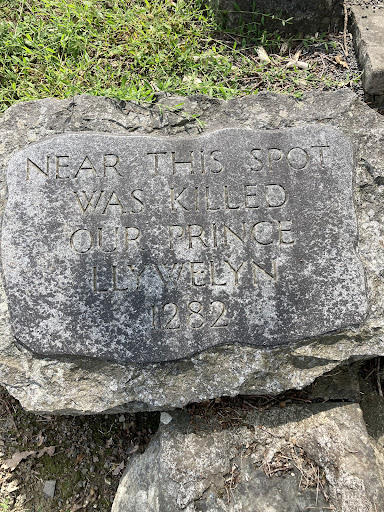 NEAR THIS SPOT
WAS KILLED
OUR PRINCE
LLYWELYN
1282